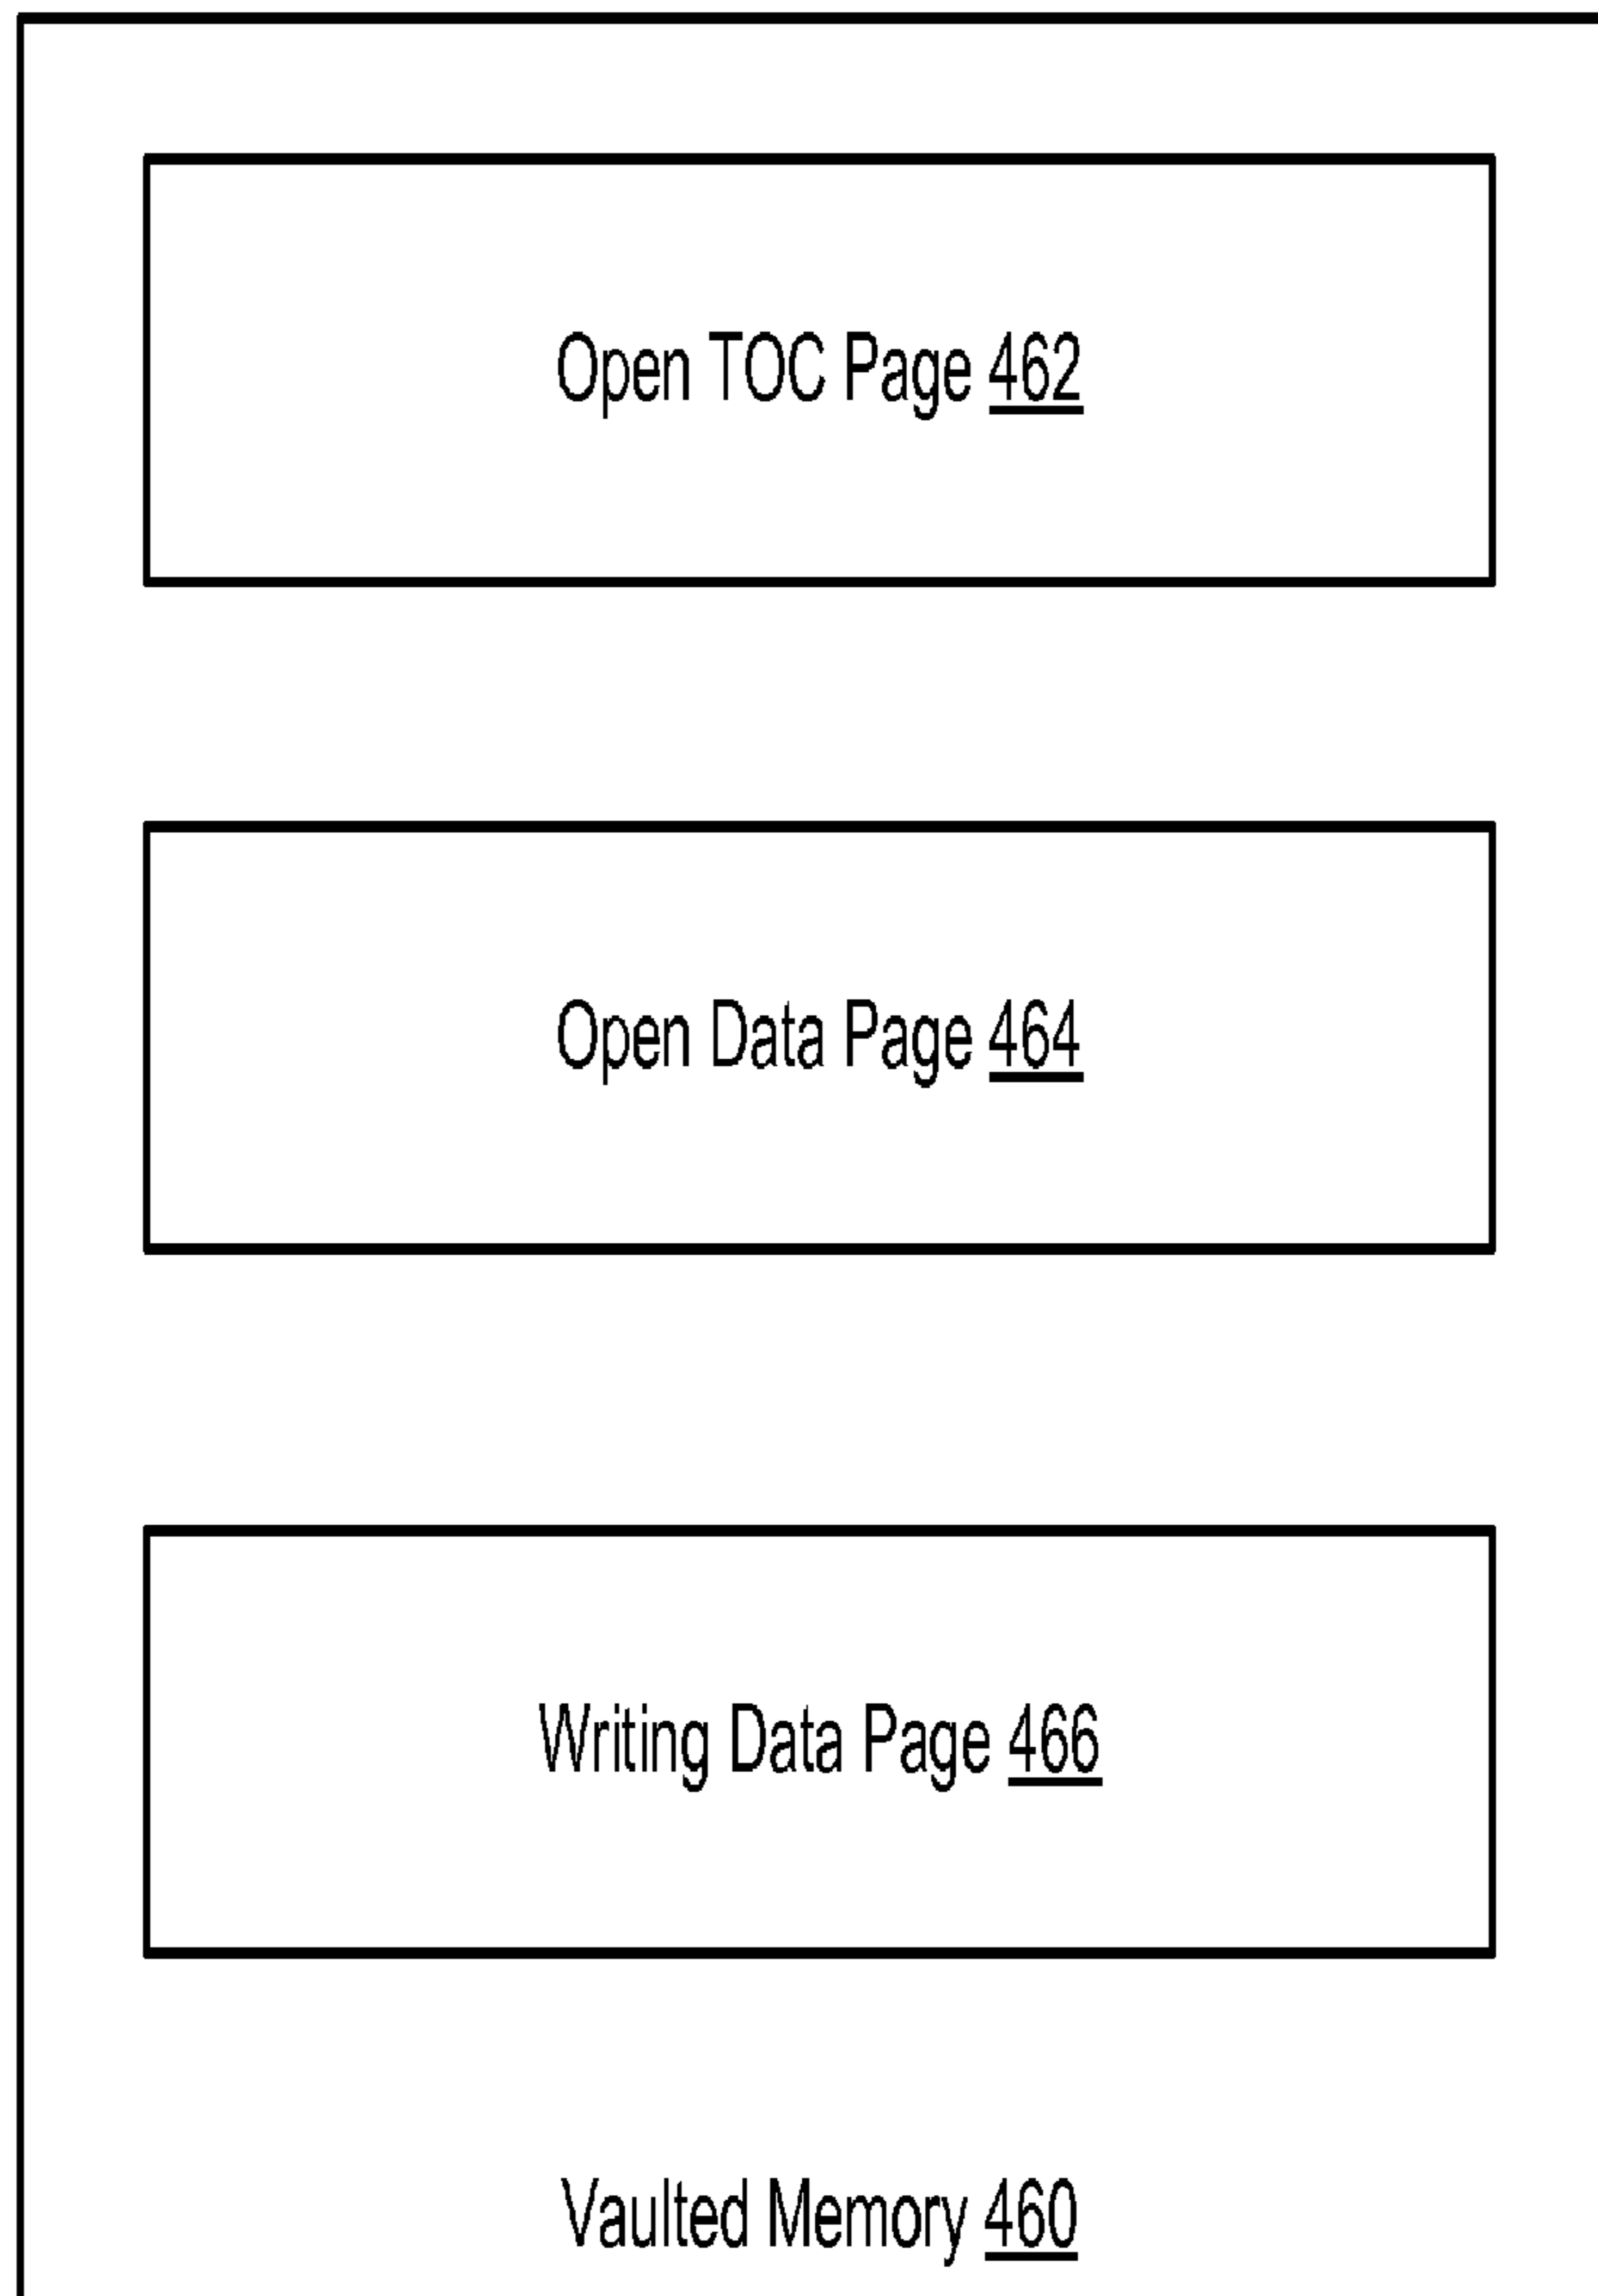 Open TOC Page 462
Open Data Page 464
Writing Data Page 466
Vaulted Memory 460